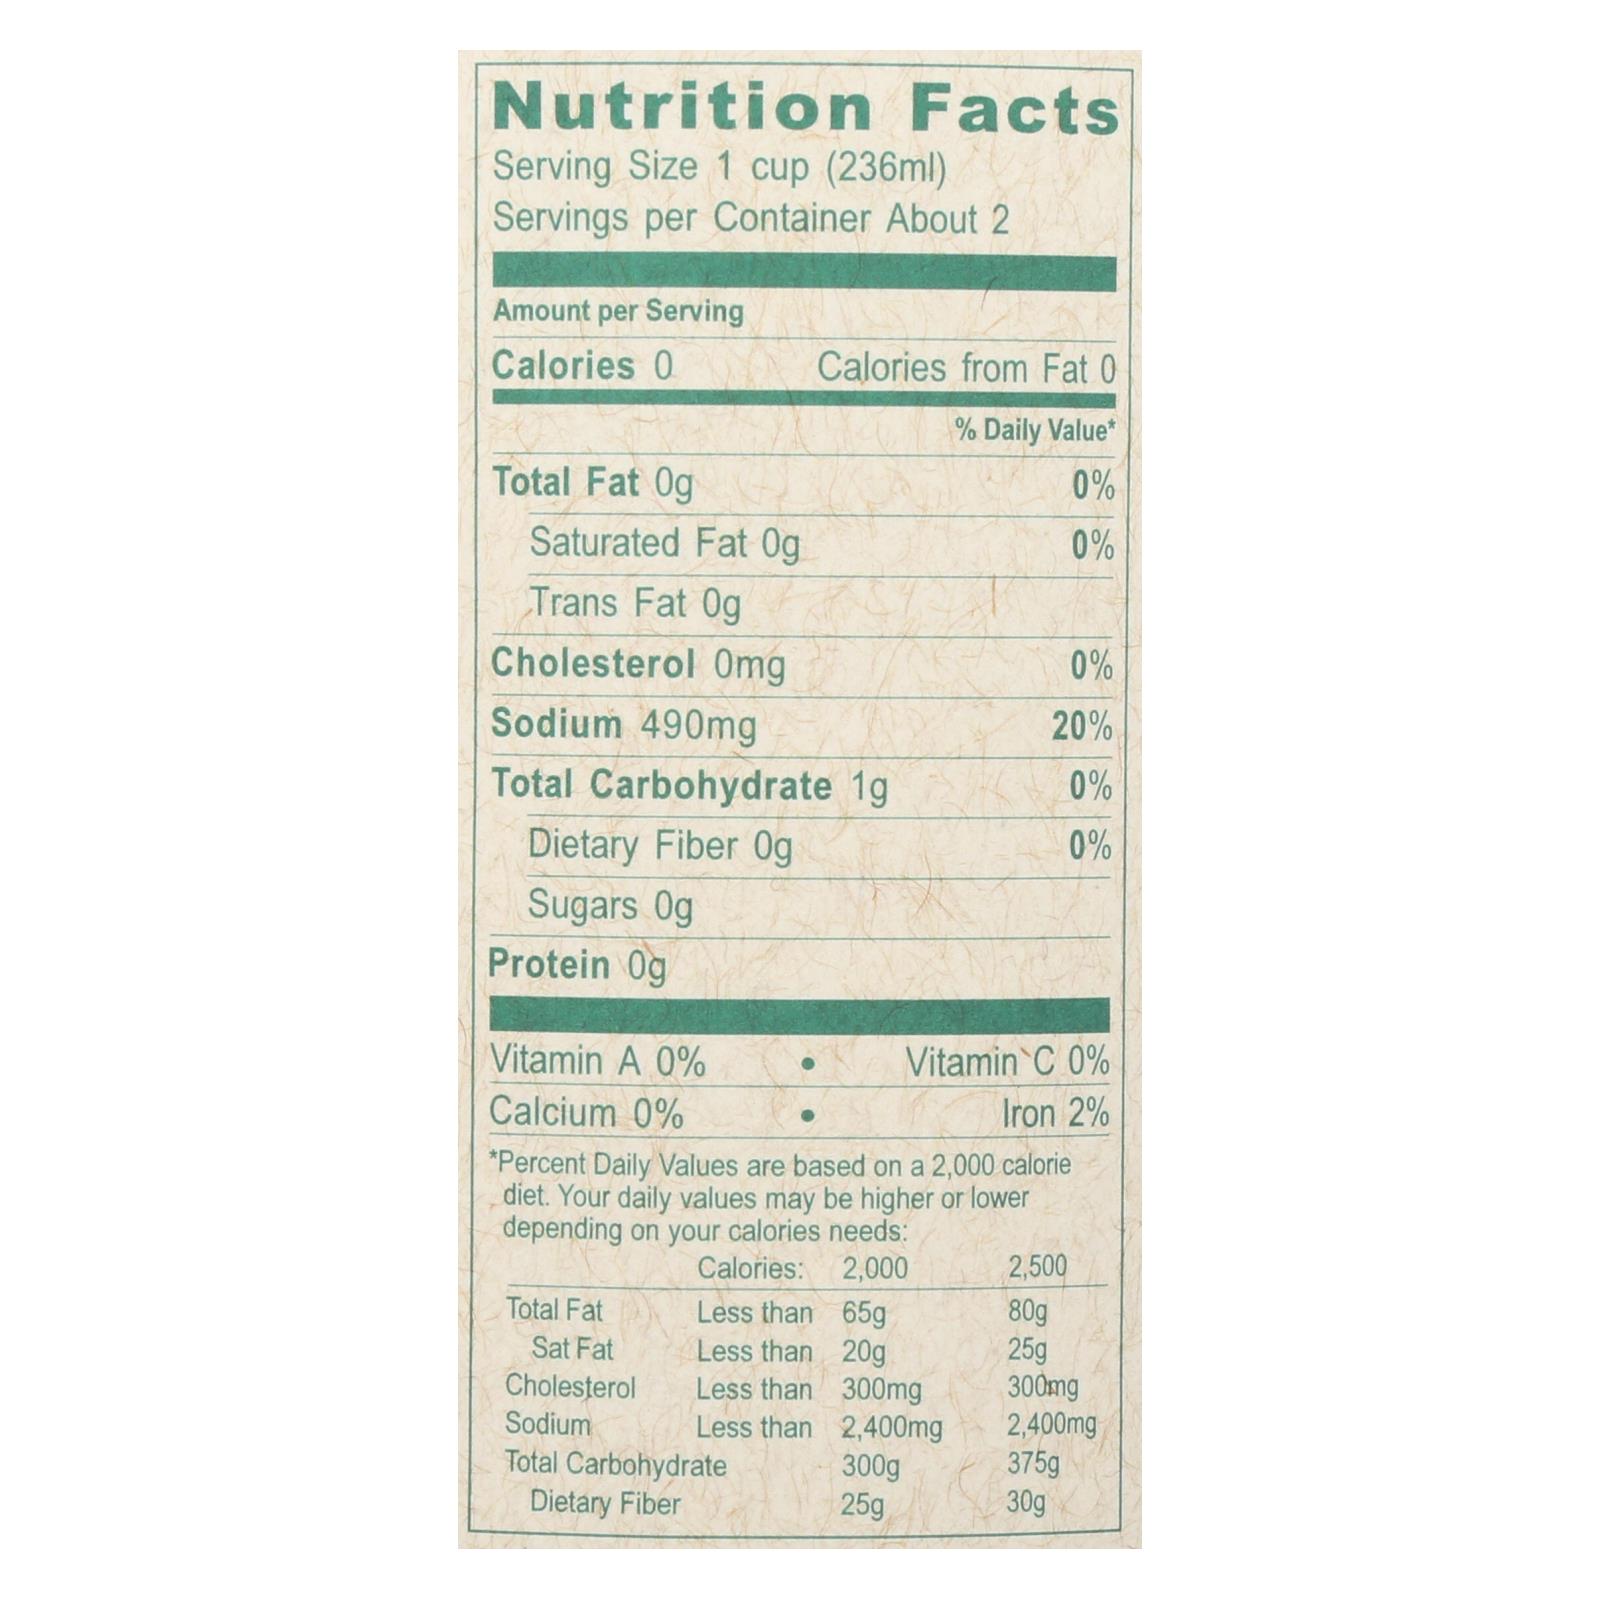 Nutrition Facts
Serving Size 1 cup (236ml)
Servings per Container About 2
Amount per Serving
Calories 0 Calories from Fat 0
% Daily Value*
Total Fat 0g 0%
Saturated Fat 0g 0%
Trans Fat 0g
Cholesterol 0mg 0%
Sodium 490mg 20%
Total Carbohydrate 1g 0%
Dietary Fiber 0g 0%
Sugars 0g
Protein 0g
Vitamin A 0% • Vitamin C 0%
Calcium 0% • Iron 2%
*Percent Daily Values are based on a 2,000 calorie
diet. Your daily values may be higher or lower
depending on your calories needs:
Calories: 2,000 2,500
Total Fat Less than 65g 80g
Sat Fat Less than 20g 25g
Cholesterol Less than 300mg 300mg
Sodium Less than 2,400mg 2,400mg
Total Carbohydrate 300g 375g
Dietary Fiber 25g 30g